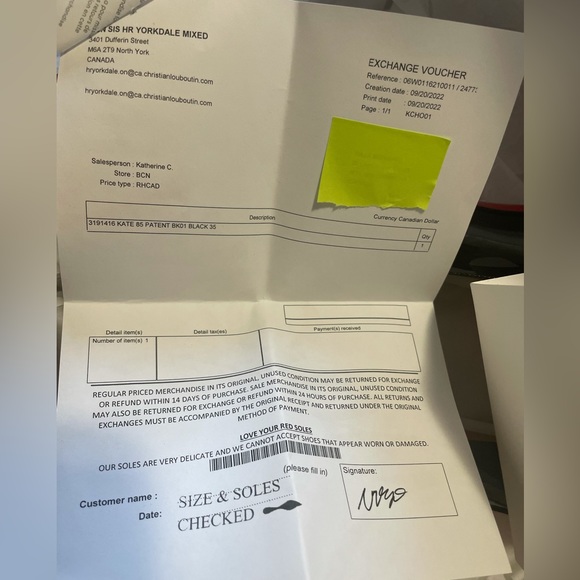 SIS HR YORKDALE MIXED
3401 Dufferin Street
M6A 2T9 North York
CANADA
hryorkdale.on@ca.christianlouboutin.com
hryorkdale.on@ca.christianlouboutin.com
EXCHANGE VOUCHER
Reference : 06W0116210011 / 2477
Creation date : 09/20/2022
Print date : 09/20/2022
Page : 1/1 KCHO01
Salesperson : Katherine C.
Store : BCN
Price type : RHCAD
Currency Canadian Dollar
Description Qty
3191416 KATE 85 PATENT BK01 BLACK 35 1
Detail item(s) Detail tax(es) Payment(s) received
Number of item(s) 1
REGULAR PRICED MERCHANDISE IN ITS ORIGINAL, UNUSED CONDITION MAY BE RETURNED FOR EXCHANGE
OR REFUND WITHIN 14 DAYS OF PURCHASE. SALE MERCHANDISE IN ITS ORIGINAL, UNUSED CONDITION
MAY ALSO BE RETURNED FOR EXCHANGE OR REFUND WITHIN 24 HOURS OF PURCHASE. ALL RETURNS AND
EXCHANGES MUST BE ACCOMPANIED BY THE ORIGINAL RECEIPT AND RETURNED UNDER THE ORIGINAL
METHOD OF PAYMENT.
LOVE YOUR RED SOLES
OUR SOLES ARE VERY DELICATE AND WE CANNOT ACCEPT SHOES THAT APPEAR WORN OR DAMAGED.
(please fill in)
Customer name : SIZE & SOLES
Date: CHECKED
Signature: